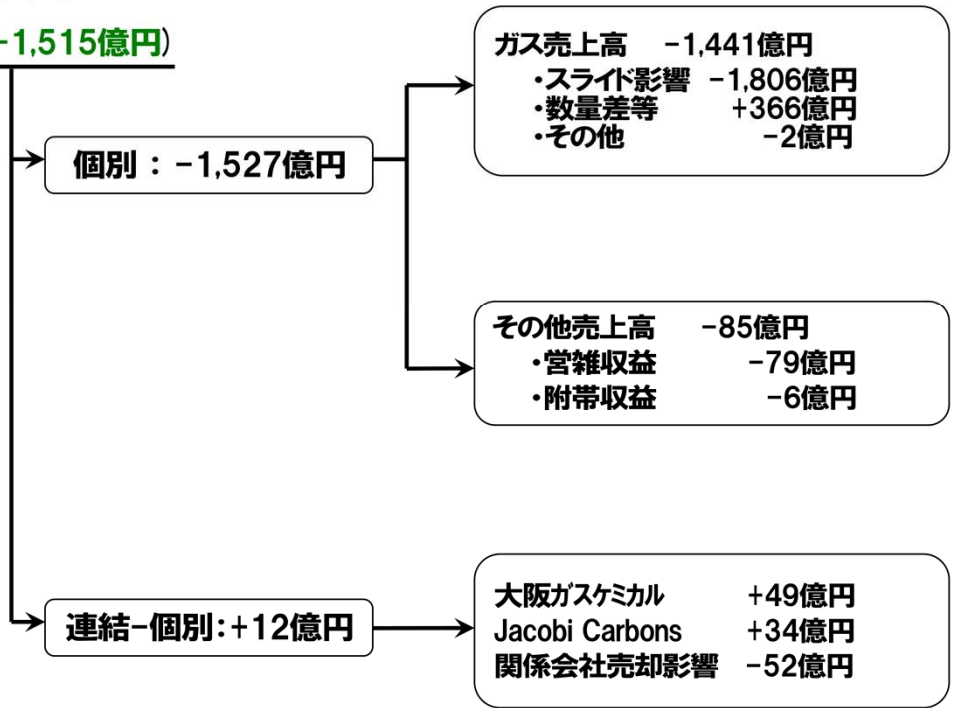 -1,515億円)
個別 : -1,527億円
ガス売上高 -1,441億円
・スライド影響 -1,806億円
・数量差等 +366億円
・その他 -2億円
その他売上高 -85億円
・営雑収益 -79億円
・附帯収益 -6億円
連結-個別:+12億円
大阪ガスケミカル +49億円
Jacobi Carbons +34億円
関係会社売却影響 -52億円